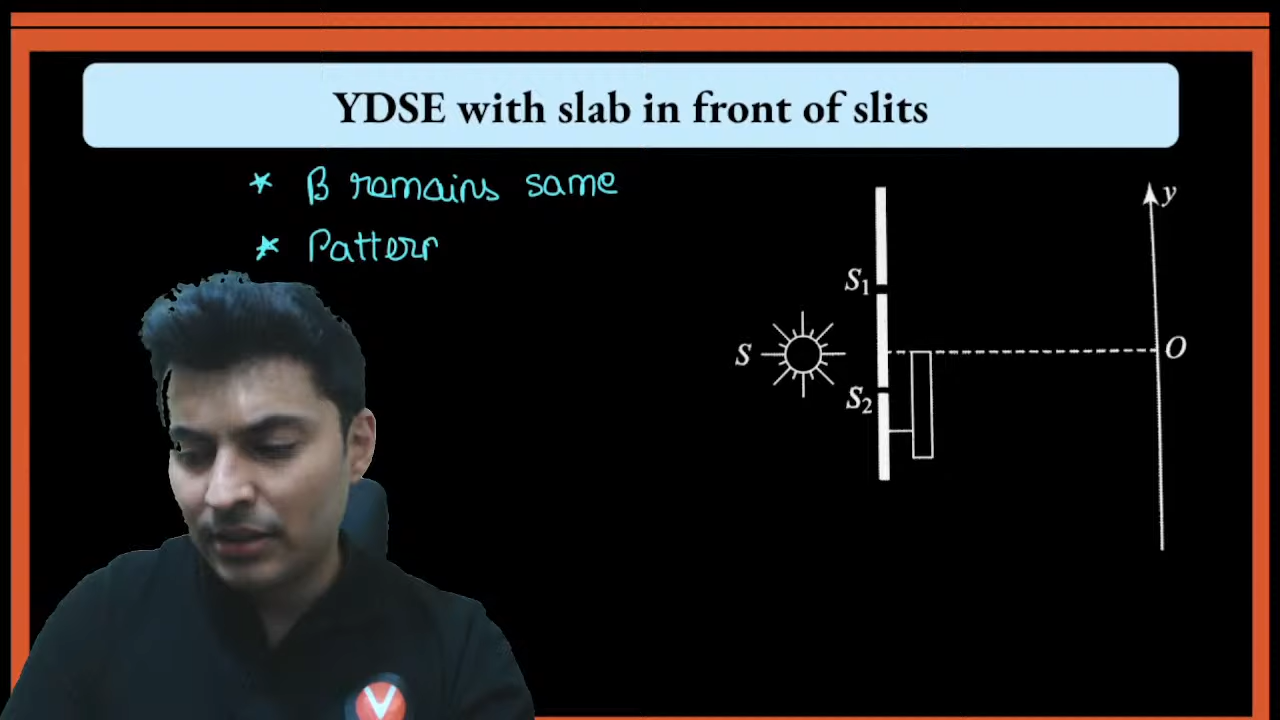 YDSE with slab in front of slits
* β remains same
* Pattern
y
S₁
S
O
S₂